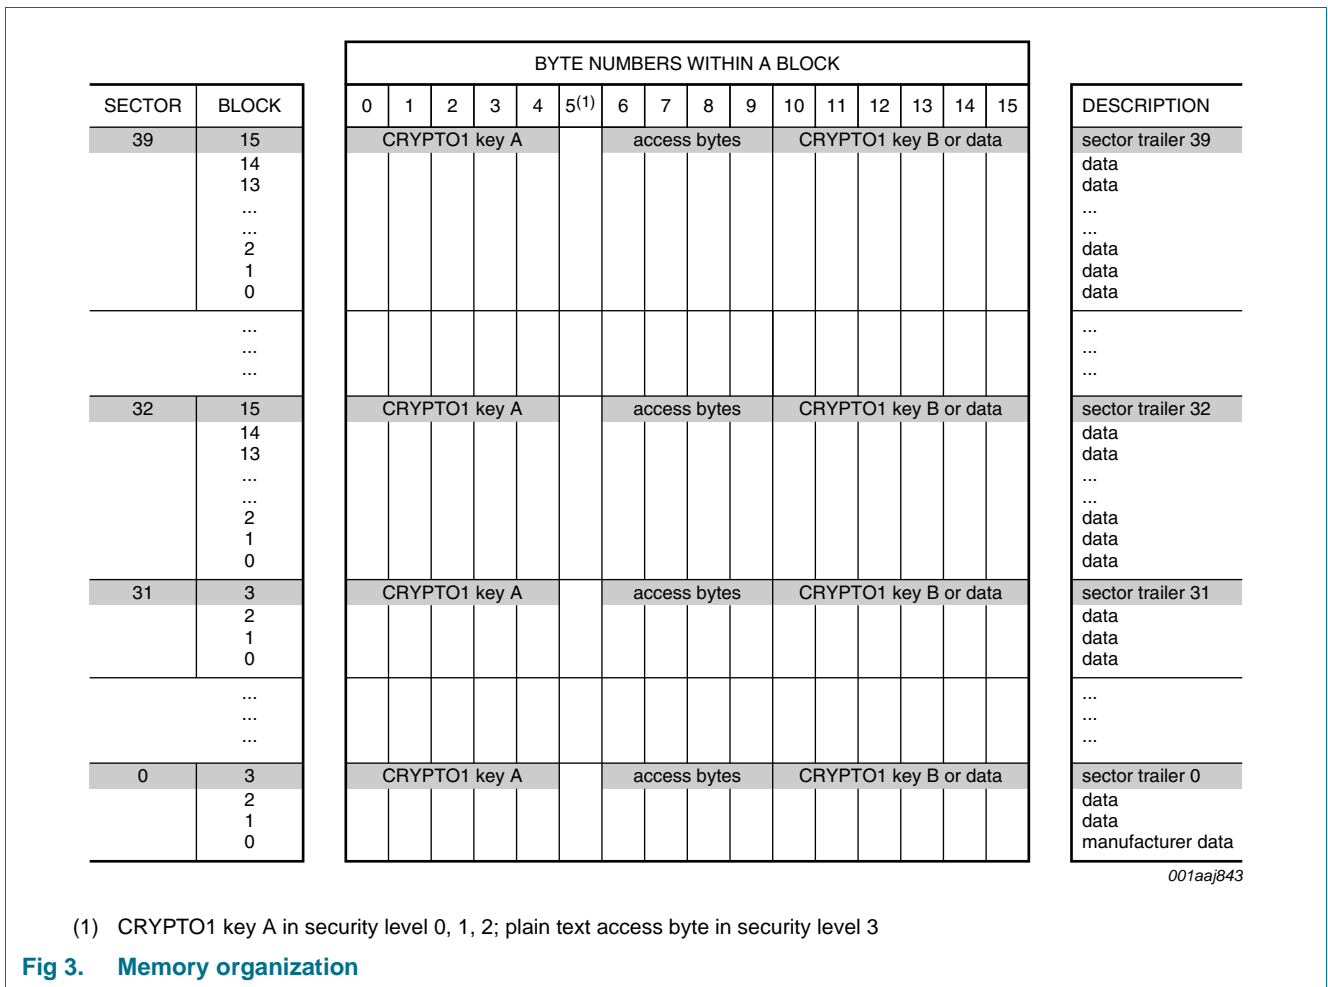 BYTE NUMBERS WITHIN A BLOCK
SECTOR BLOCK 0 1 2 3 4 5(1) 6 7 8 9 10 11 12 13 14 15 DESCRIPTION
39 15 CRYPTO1 key A access bytes CRYPTO1 key B or data sector trailer 39
14 data
13 data
... ...
... ...
2 data
1 data
0 data
... ...
... ...
... ...
32 15 CRYPTO1 key A access bytes CRYPTO1 key B or data sector trailer 32
14 data
13 data
... ...
... ...
2 data
1 data
0 data
31 3 CRYPTO1 key A access bytes CRYPTO1 key B or data sector trailer 31
2 data
1 data
0 data
... ...
... ...
... ...
0 3 CRYPTO1 key A access bytes CRYPTO1 key B or data sector trailer 0
2 data
1 data
0 manufacturer data
001aaj843
(1) CRYPTO1 key A in security level 0, 1, 2; plain text access byte in security level 3
Fig 3. Memory organization